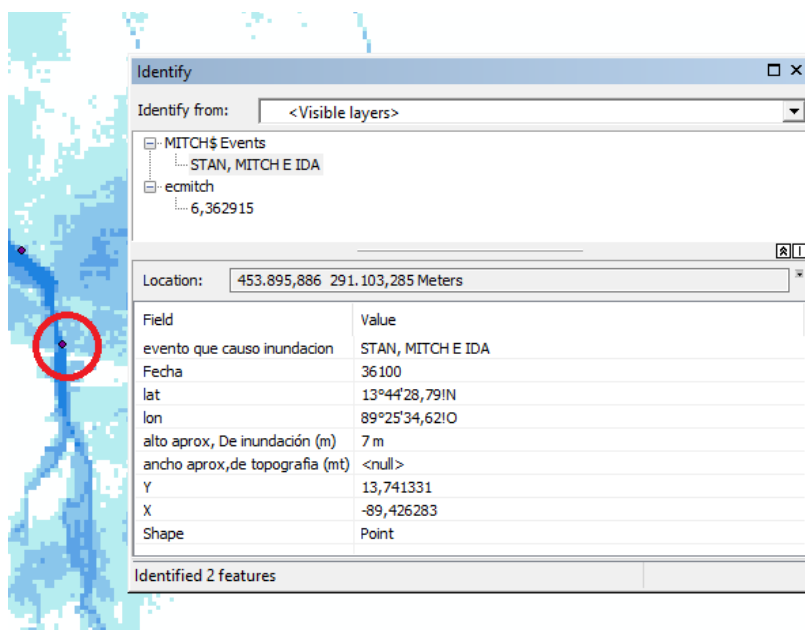 Identify
Identify from: <Visible layers>
MITCH$ Events
STAN, MITCH E IDA
ecmitch
6,362915
Location: 453.895,886 291.103,285 Meters
Field Value
evento que causo inundacion STAN, MITCH E IDA
Fecha 36100
lat 13°44'28,79!N
lon 89°25'34,62!O
alto aprox, De inundación (m) 7 m
ancho aprox,de topografia (mt) <null>
Y 13,741331
X -89,426283
Shape Point
Identified 2 features